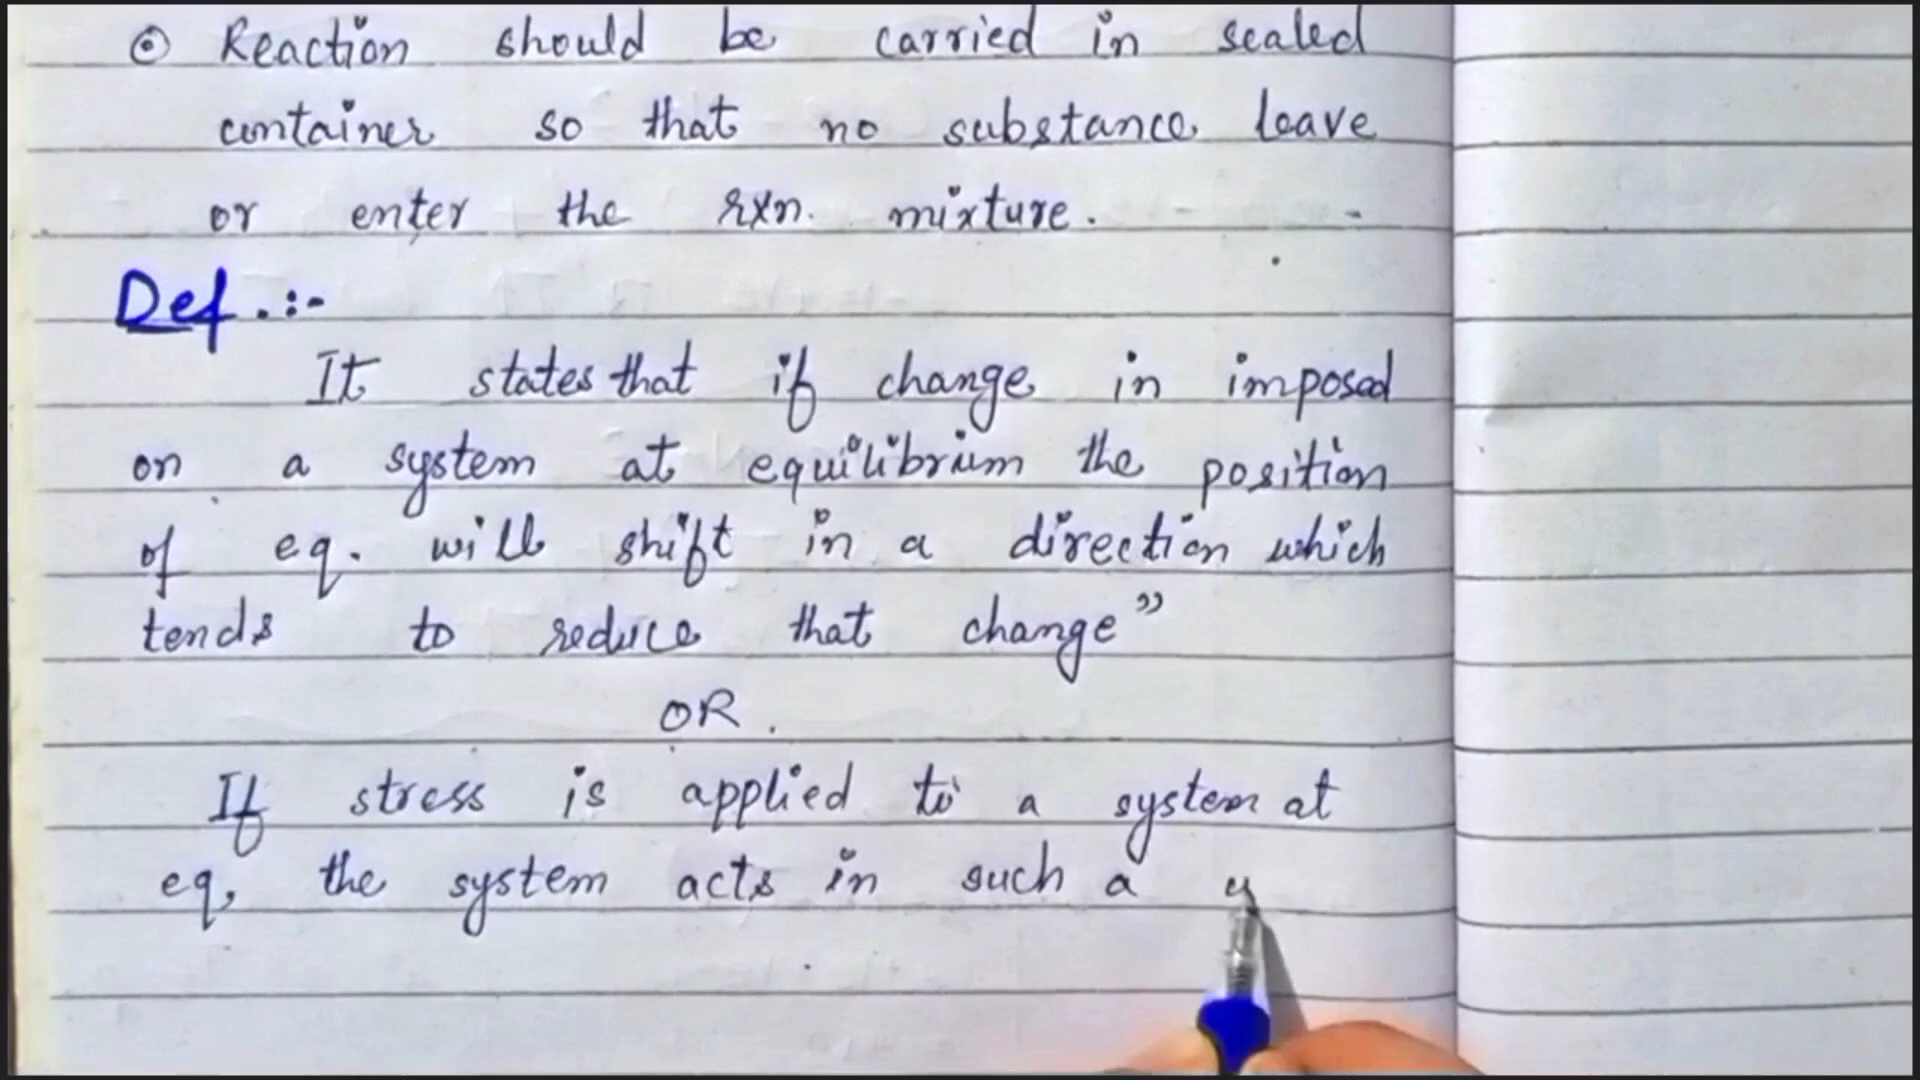 Reaction should be carried in sealed
container so that no substance leave
or enter the rxn. mixture.
Def.:-
It states that if change in imposed
on a system at equilibrium the position
of eq. will shift in a direction which
tends to reduce that change”
OR.
If stress is applied to a system at
eq, the system acts in such a